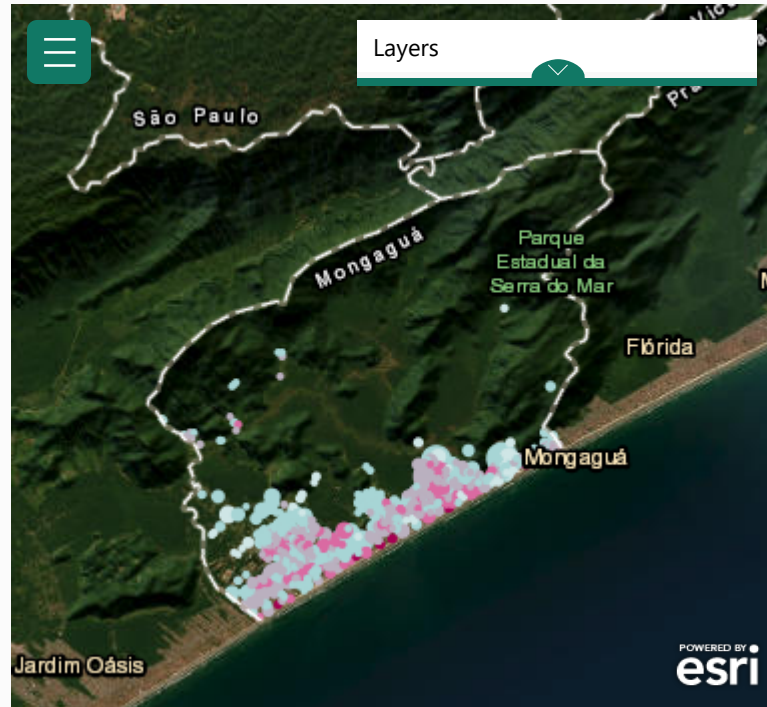 Layers
São Paulo
Mongaguá
Parque
Estadual da
Serra do Mar
Flórida
Mongaguá
Jardim Oásis
POWERED BY
esri